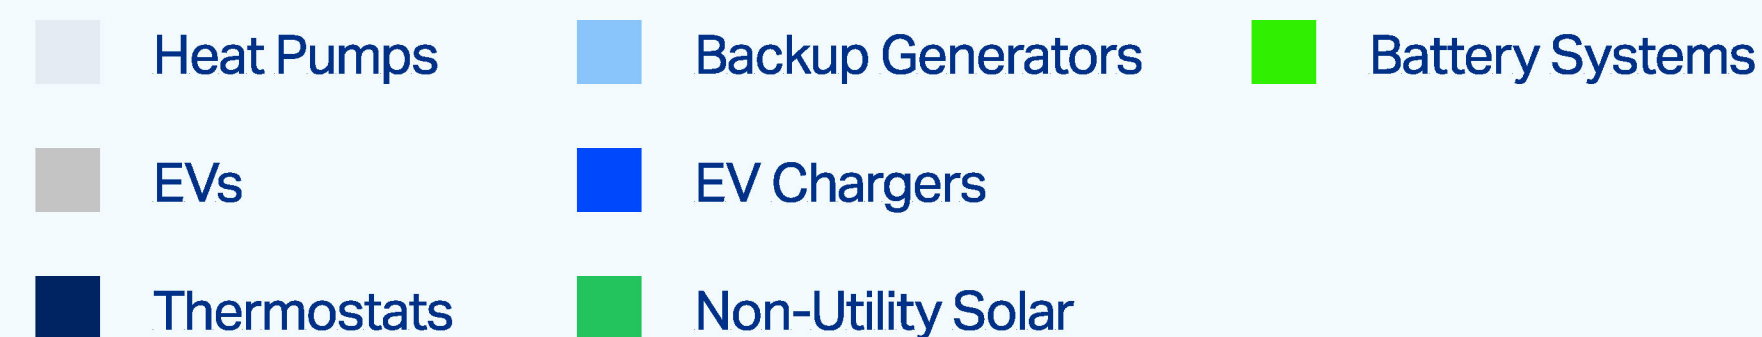 Heat Pumps
Backup Generators
Battery Systems
EVs
EV Chargers
Thermostats
Non-Utility Solar